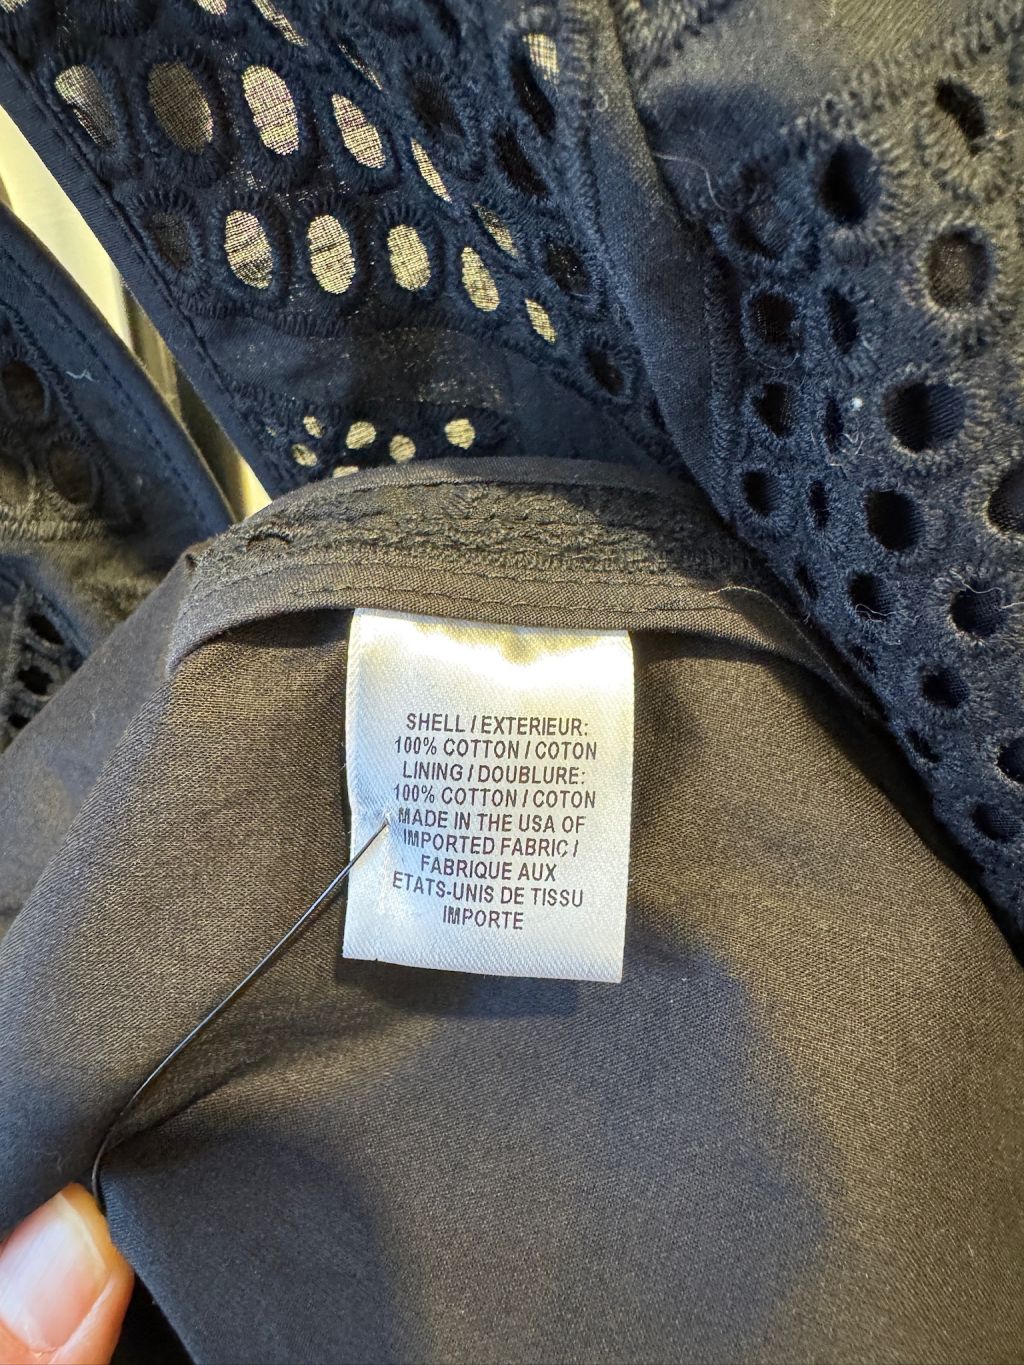 SHELL / EXTERIEUR:
100% COTTON / COTON
LINING / DOUBLURE:
100% COTTON / COTON
MADE IN THE USA OF
IMPORTED FABRIC /
FABRIQUE AUX
ETATS-UNIS DE TISSU
IMPORTE